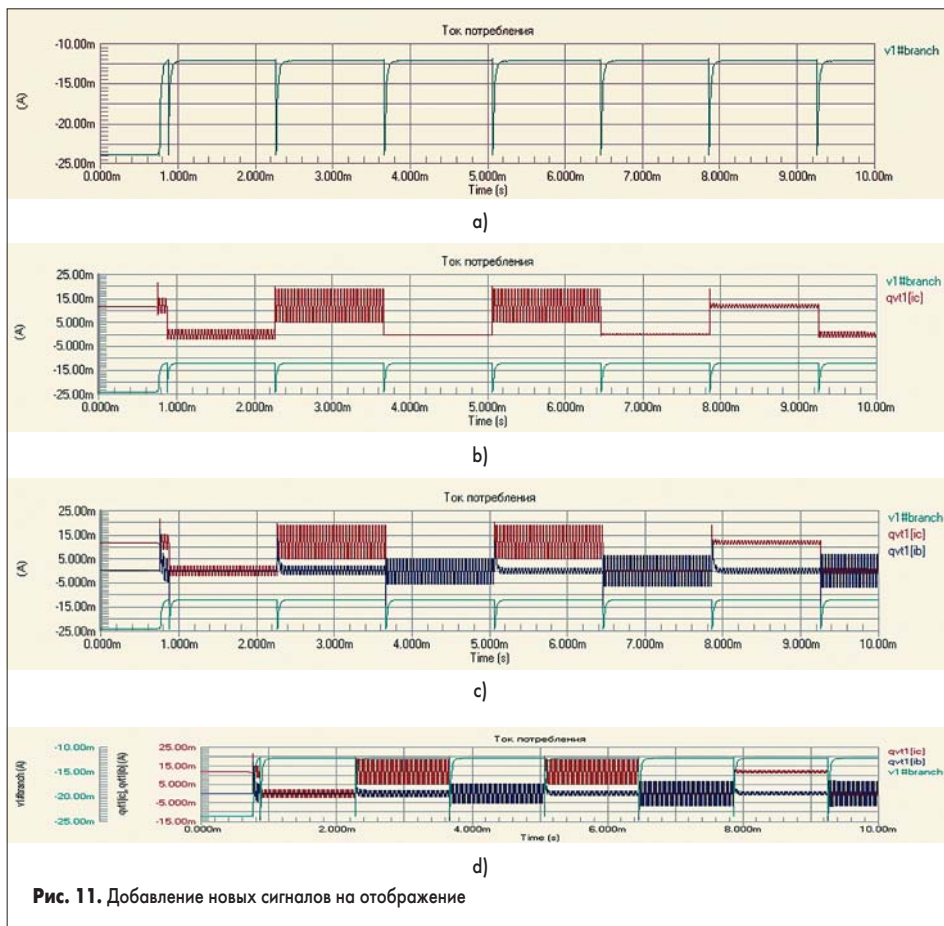 Ток потребления
v1#branch
(A)
-10.00m
-15.00m
-20.00m
-25.00m
0.000m 1.000m 2.000m 3.000m 4.000m 5.000m 6.000m 7.000m 8.000m 9.000m 10.00m
Time (s)
a)
Ток потребления
v1#branch
qvt1[ic]
(A)
25.00m
15.00m
5.000m
-5.000m
-15.00m
-25.00m
0.000m 1.000m 2.000m 3.000m 4.000m 5.000m 6.000m 7.000m 8.000m 9.000m 10.00m
Time (s)
b)
Ток потребления
v1#branch
qvt1[ic]
qvt1[ib]
(A)
25.00m
15.00m
5.000m
-5.000m
-15.00m
-25.00m
0.000m 1.000m 2.000m 3.000m 4.000m 5.000m 6.000m 7.000m 8.000m 9.000m 10.00m
Time (s)
c)
Ток потребления
qvt1[ic]
qvt1[ib]
v1#branch
v1#branch (A)
-10.00m
-15.00m
-20.00m
-25.00m
qvt1[ic], qvt1[ib] (A)
25.00m
15.00m
5.000m
-5.000m
-15.00m
0.000m 2.000m 4.000m 6.000m 8.000m 10.00m
Time (s)
d)
Рис. 11. Добавление новых сигналов на отображение